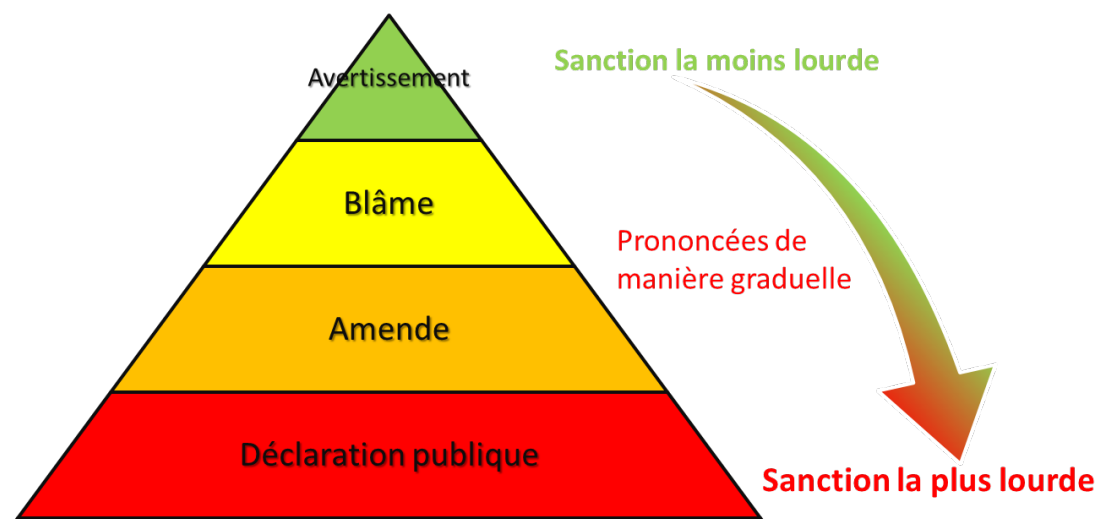 Avertissement
Sanction la moins lourde
Blâme
Prononcées de
manière graduelle
Amende
Déclaration publique
Sanction la plus lourde